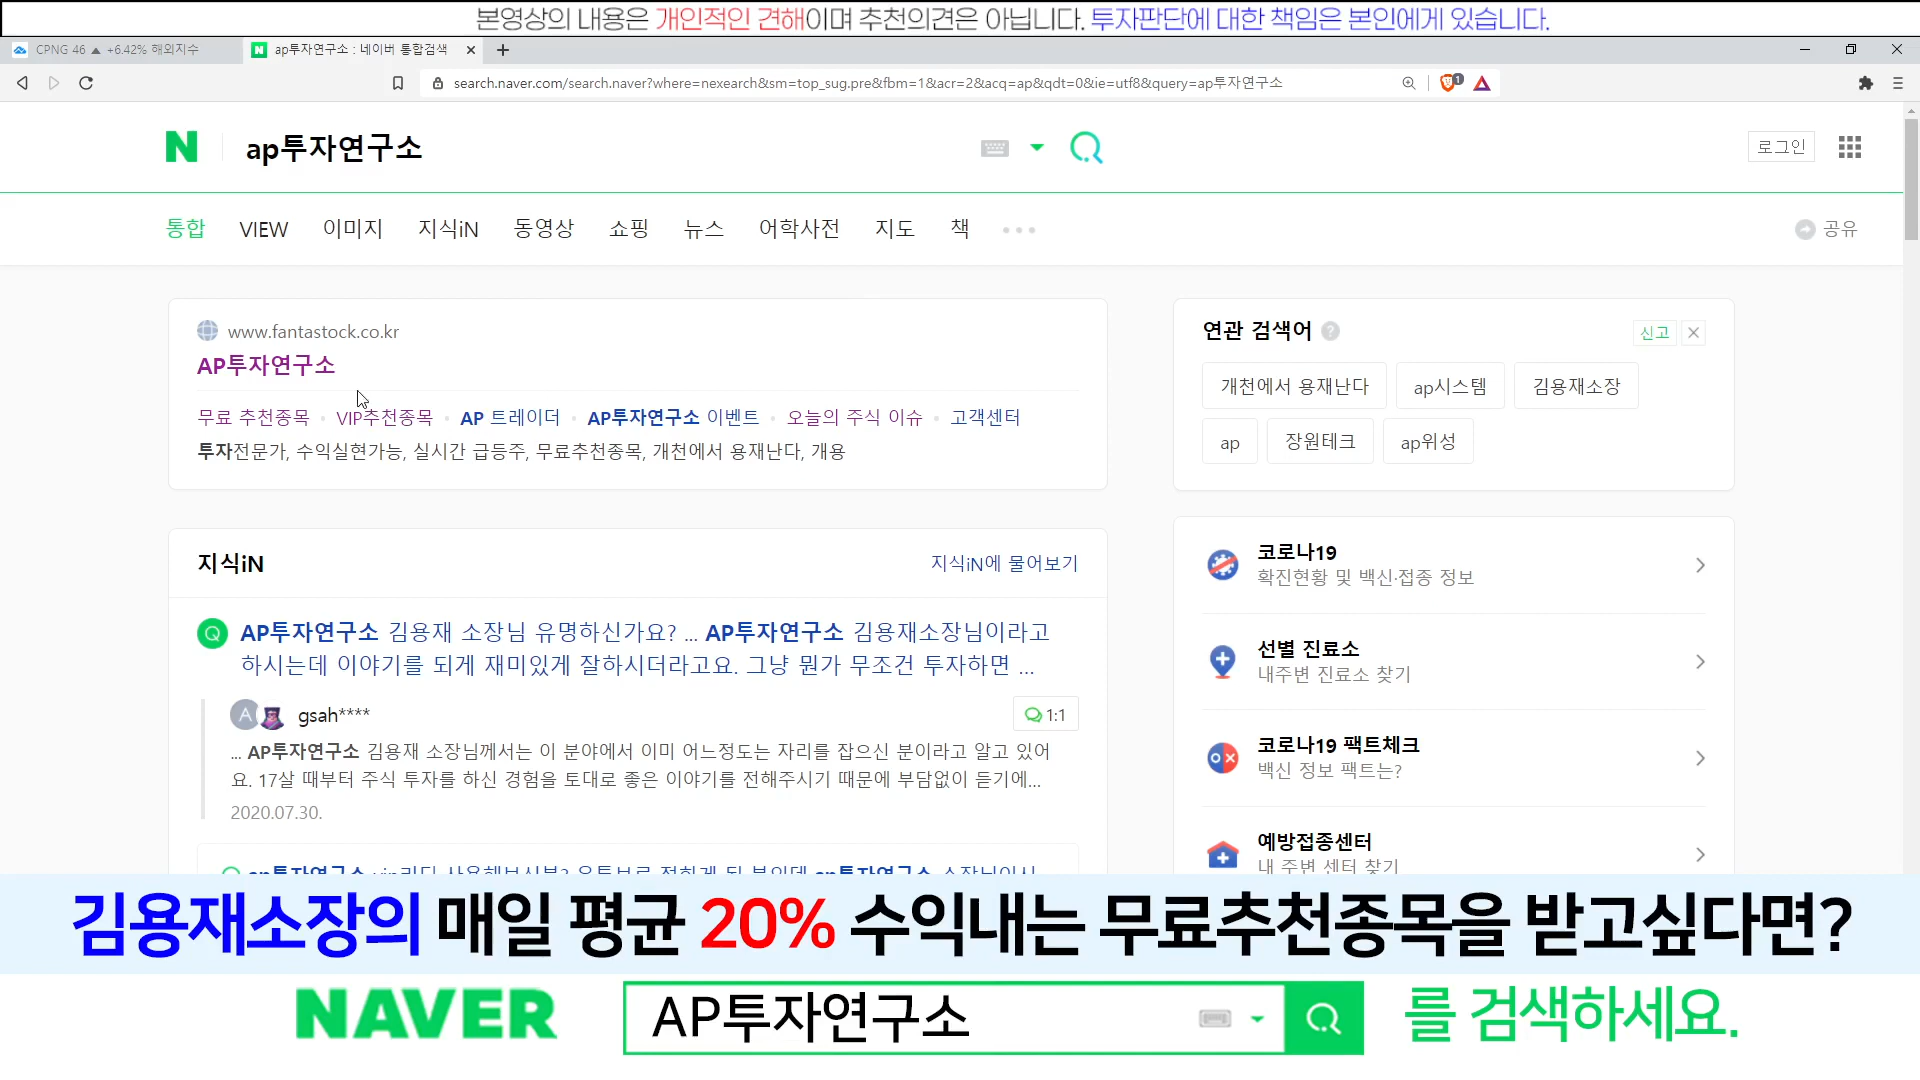 본영상의 내용은 개인적인 견해이며 추천의견은 아닙니다. 투자판단에 대한 책임은 본인에게 있습니다.
CPNG 46 ▲ +6.42% 해외지수
ap투자연구소 : 네이버 통합검색
search.naver.com/search.naver?where=nexearch&sm=top_sug.pre&fbm=1&acr=2&acq=ap&qdt=0&ie=utf8&query=ap투자연구소
1
N ap투자연구소
로그인
통합 VIEW 이미지 지식iN 동영상 쇼핑 뉴스 어학사전 지도 책
공유
www.fantastock.co.kr
AP투자연구소
무료 추천종목 · VIP추천종목 · AP 트레이더 · AP투자연구소 이벤트 · 오늘의 주식 이슈 · 고객센터
투자전문가, 수익실현가능, 실시간 급등주, 무료추천종목, 개천에서 용재난다, 개용
연관 검색어 ?
신고
개천에서 용재난다 ap시스템 김용재소장
ap 장원테크 ap위성
지식iN
지식iN에 물어보기
AP투자연구소 김용재 소장님 유명하신가요? ... AP투자연구소 김용재소장님이라고
하시는데 이야기를 되게 재미있게 잘하시더라고요. 그냥 뭔가 무조건 투자하면 ...
A gsah****
1:1
... AP투자연구소 김용재 소장님께서는 이 분야에서 이미 어느정도는 자리를 잡으신 분이라고 알고 있어
요. 17살 때부터 주식 투자를 하신 경험을 토대로 좋은 이야기를 전해주시기 때문에 부담없이 듣기에...
2020.07.30.
코로나19
확진현황 및 백신·접종 정보
선별 진료소
내주변 진료소 찾기
코로나19 팩트체크
백신 정보 팩트는?
예방접종센터
내 주변 센터 찾기
김용재소장의 매일 평균 20% 수익내는 무료추천종목을 받고싶다면?
NAVER AP투자연구소 를 검색하세요.